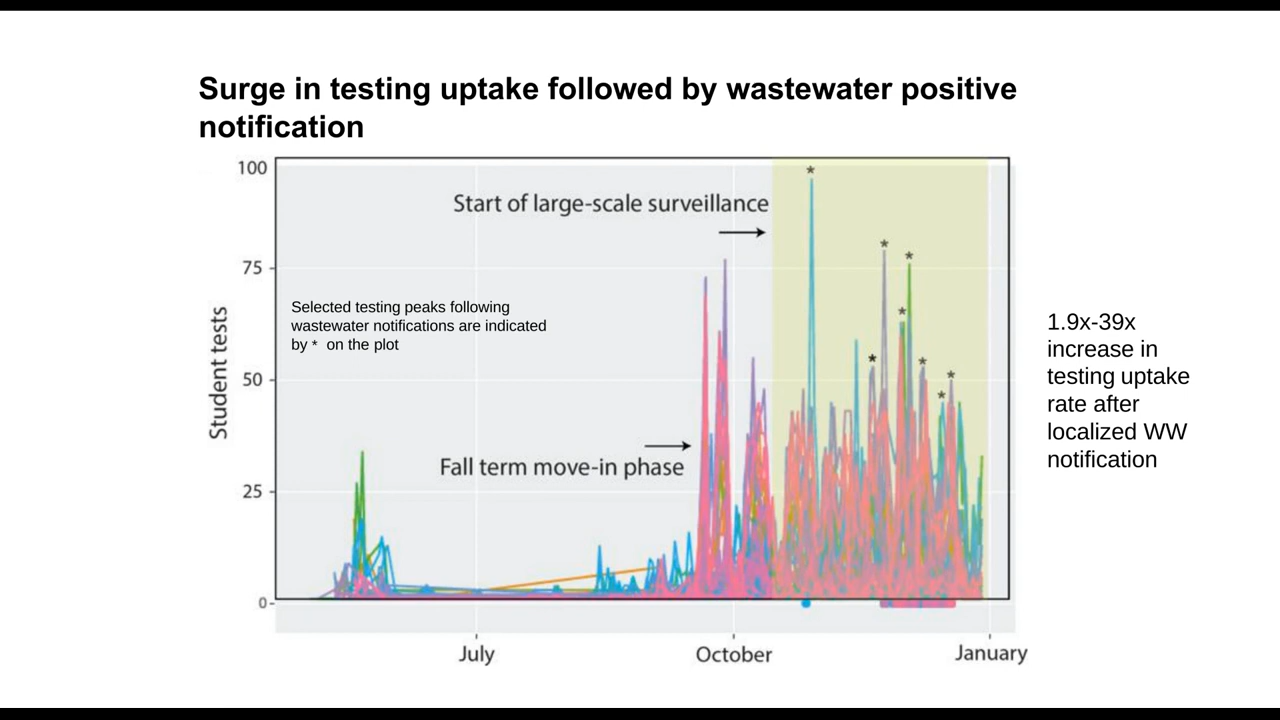 Surge in testing uptake followed by wastewater positive
notification
100
Start of large-scale surveillance
*
*
*
75
Selected testing peaks following
wastewater notifications are indicated
by * on the plot
*
Student tests
1.9x-39x
increase in
testing uptake
rate after
localized WW
notification
*
*
*
50
*
Fall term move-in phase
25
0
July
October
January